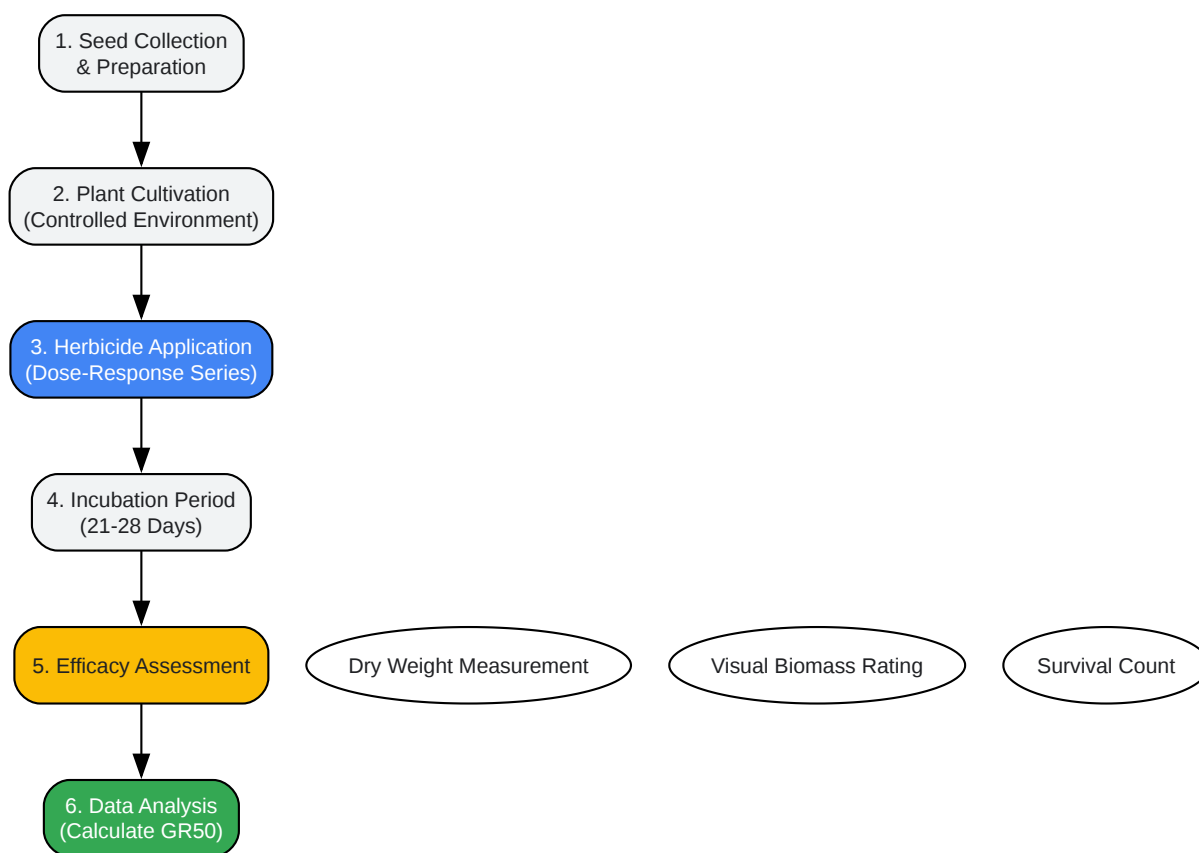 1. Seed Collection
& Preparation
2. Plant Cultivation
(Controlled Environment)
3. Herbicide Application
(Dose-Response Series)
4. Incubation Period
(21-28 Days)
5. Efficacy Assessment
Dry Weight Measurement
Visual Biomass Rating
Survival Count
6. Data Analysis
(Calculate GR50)